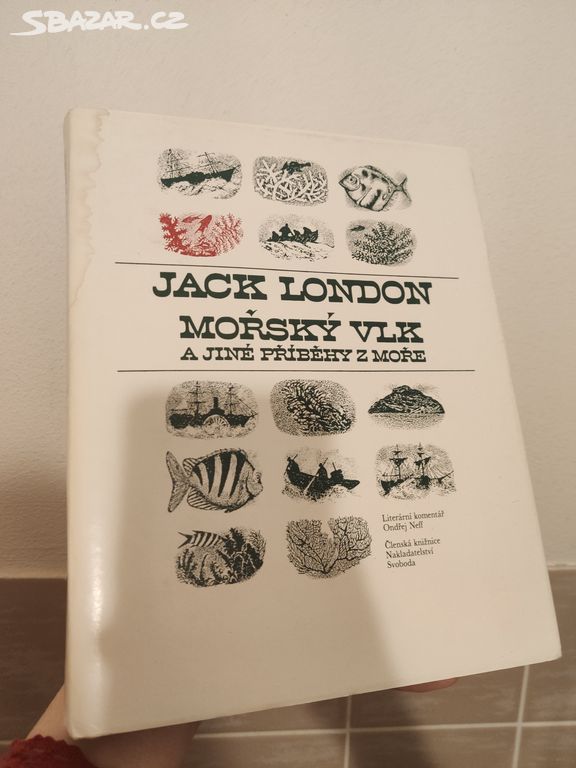 SBAZAR.CZ
JACK LONDON
MOŘSKÝ VLK
A JINÉ PŘÍBĚHY Z MOŘE
Literární komentář
Ondřej Neff
Členská knižnice
Nakladatelství
Svoboda